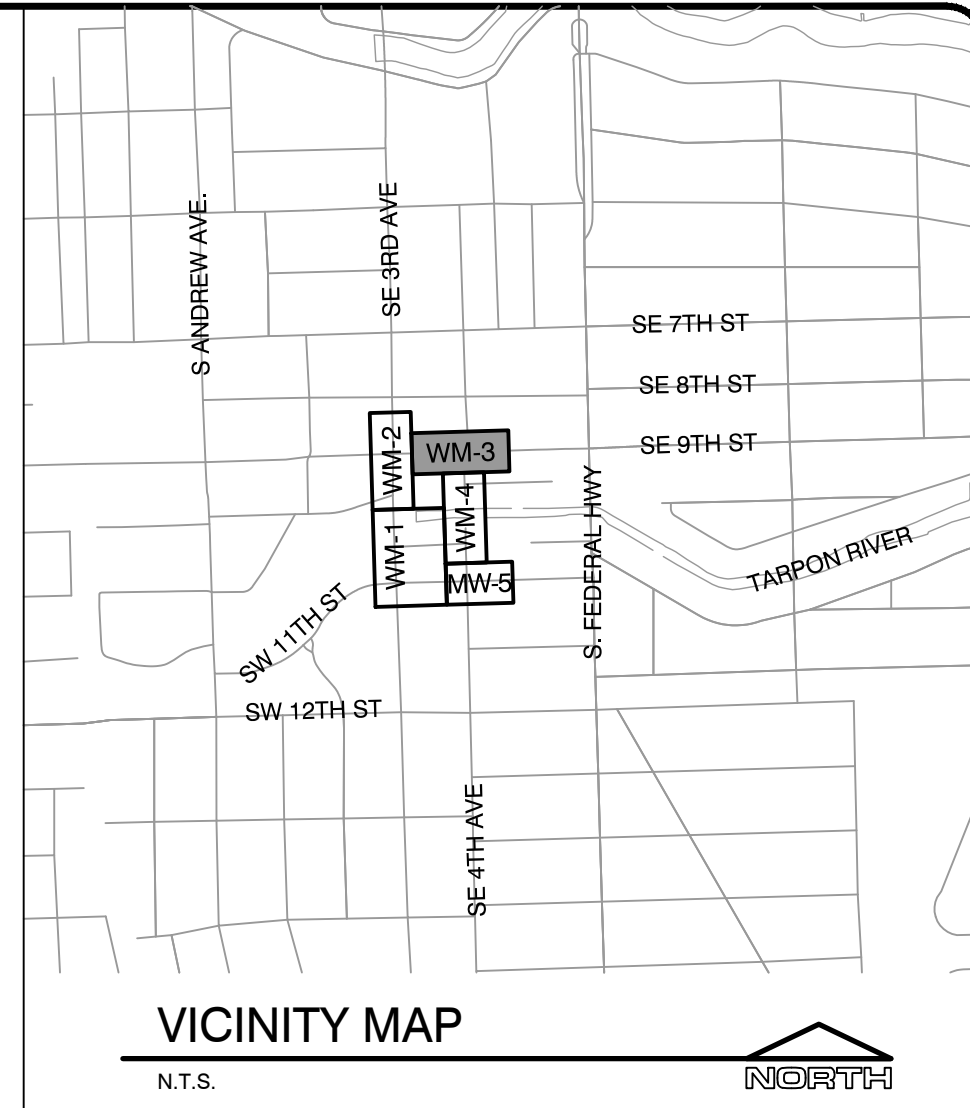 S ANDREW AVE.
SE 3RD AVE
SE 7TH ST
SE 8TH ST
SE 9TH ST
WM-2
WM-3
WM-4
WM-1
MW-5
S. FEDERAL HWY
TARPON RIVER
SW 11TH ST
SW 12TH ST
SE 4TH AVE
VICINITY MAP
N.T.S.
NORTH